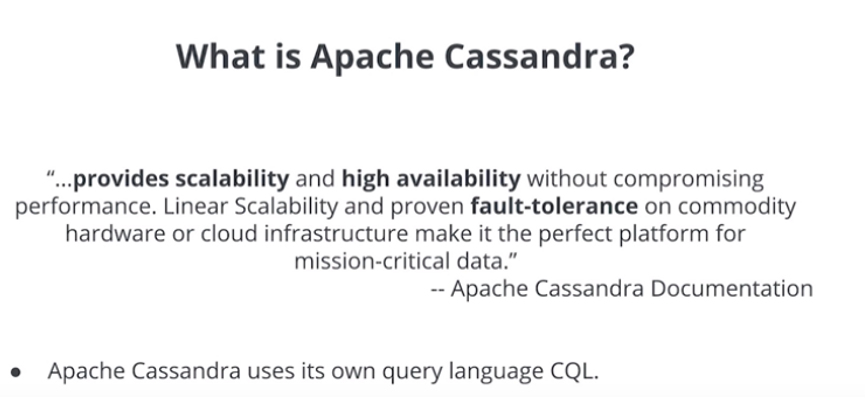 What is Apache Cassandra?
“...provides scalability and high availability without compromising
performance. Linear Scalability and proven fault-tolerance on commodity
hardware or cloud infrastructure make it the perfect platform for
mission-critical data.”
-- Apache Cassandra Documentation
● Apache Cassandra uses its own query language CQL.